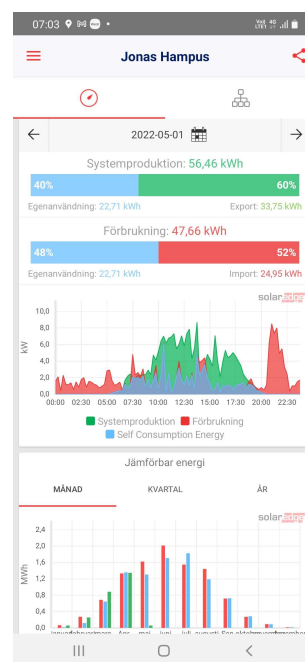 07:03
Jonas Hampus
2022-05-01
Systemproduktion: 56,46 kWh
40% 60%
Egenanvändning: 22,71 kWh Export: 33,75 kWh
Förbrukning: 47,66 kWh
48% 52%
Egenanvändning: 22,71 kWh Import: 24,95 kWh
solaredge
kW
10,0
8,0
6,0
4,0
2,0
0,0
00:00 02:30 05:00 07:30 10:00 12:30 15:00 17:30 20:00 22:30
Systemproduktion Förbrukning
Self Consumption Energy
Jämförbar energi
MÅNAD KVARTAL ÅR
solaredge
MWh
2,4
2,0
1,6
1,2
0,8
0,4
0,0